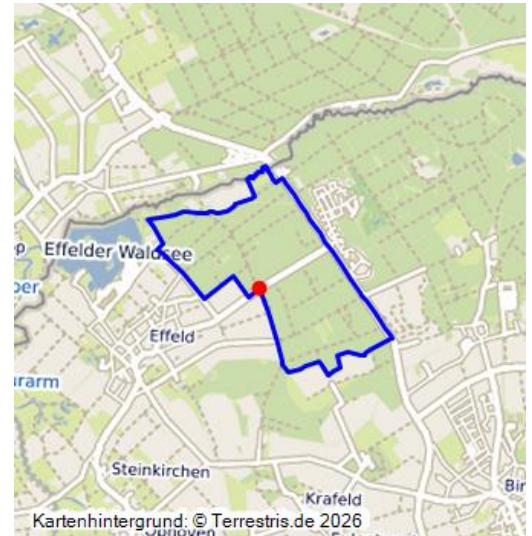 Effelder Waldsee
Effeld
Steinkirchen
Krafeld
Kartenhintergrund: © Terrestris.de 2026